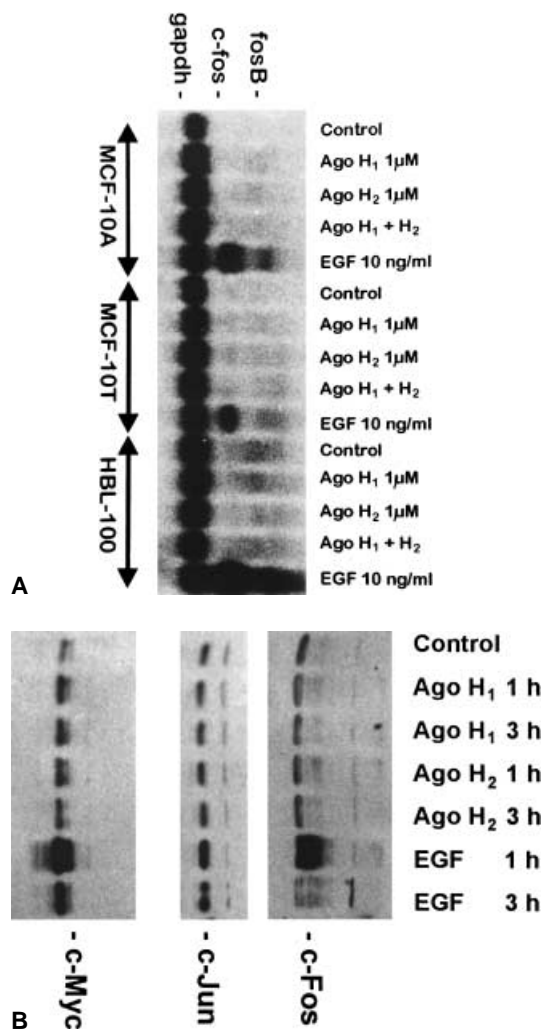 gapdh -
c-fos -
fosB -
MCF-10A
Control
Ago H₁ 1µM
Ago H₂ 1µM
Ago H₁ + H₂
EGF 10 ng/ml
MCF-10T
Control
Ago H₁ 1µM
Ago H₂ 1µM
Ago H₁ + H₂
EGF 10 ng/ml
HBL-100
Control
Ago H₁ 1µM
Ago H₂ 1µM
Ago H₁ + H₂
EGF 10 ng/ml
A
Control
Ago H₁ 1 h
Ago H₁ 3 h
Ago H₂ 1 h
Ago H₂ 3 h
EGF 1 h
EGF 3 h
- c-Myc
- c-Jun
- c-Fos
B